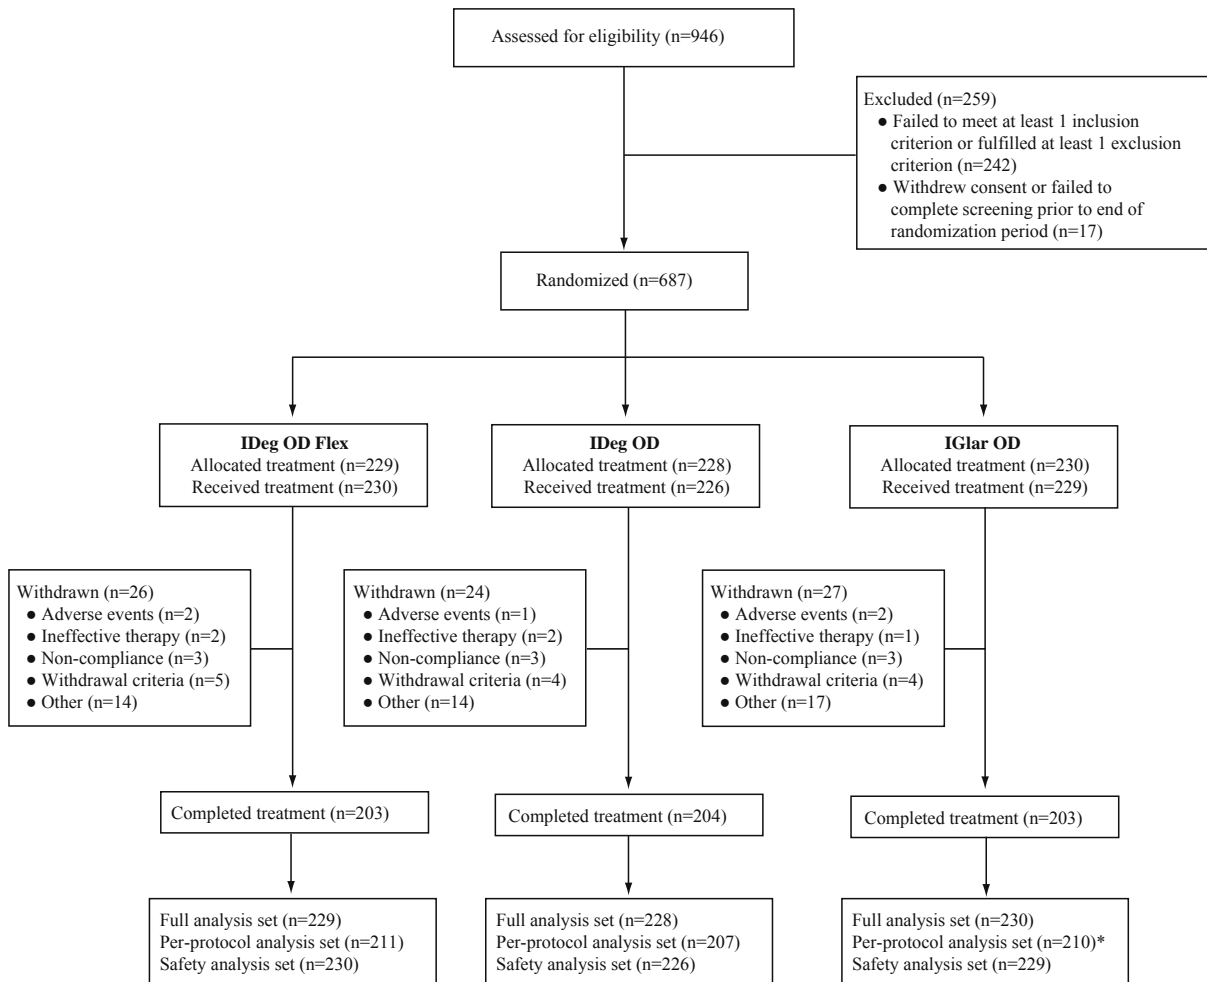 Assessed for eligibility (n=946)
Excluded (n=259)
● Failed to meet at least 1 inclusion
criterion or fulfilled at least 1 exclusion
criterion (n=242)
● Withdrew consent or failed to
complete screening prior to end of
randomization period (n=17)
Randomized (n=687)
IDeg OD Flex
Allocated treatment (n=229)
Received treatment (n=230)
IDeg OD
Allocated treatment (n=228)
Received treatment (n=226)
IGlar OD
Allocated treatment (n=230)
Received treatment (n=229)
Withdrawn (n=26)
● Adverse events (n=2)
● Ineffective therapy (n=2)
● Non-compliance (n=3)
● Withdrawal criteria (n=5)
● Other (n=14)
Withdrawn (n=24)
● Adverse events (n=1)
● Ineffective therapy (n=2)
● Non-compliance (n=3)
● Withdrawal criteria (n=4)
● Other (n=14)
Withdrawn (n=27)
● Adverse events (n=2)
● Ineffective therapy (n=1)
● Non-compliance (n=3)
● Withdrawal criteria (n=4)
● Other (n=17)
Completed treatment (n=203)
Completed treatment (n=204)
Completed treatment (n=203)
Full analysis set (n=229)
Per-protocol analysis set (n=211)
Safety analysis set (n=230)
Full analysis set (n=228)
Per-protocol analysis set (n=207)
Safety analysis set (n=226)
Full analysis set (n=230)
Per-protocol analysis set (n=210)*
Safety analysis set (n=229)